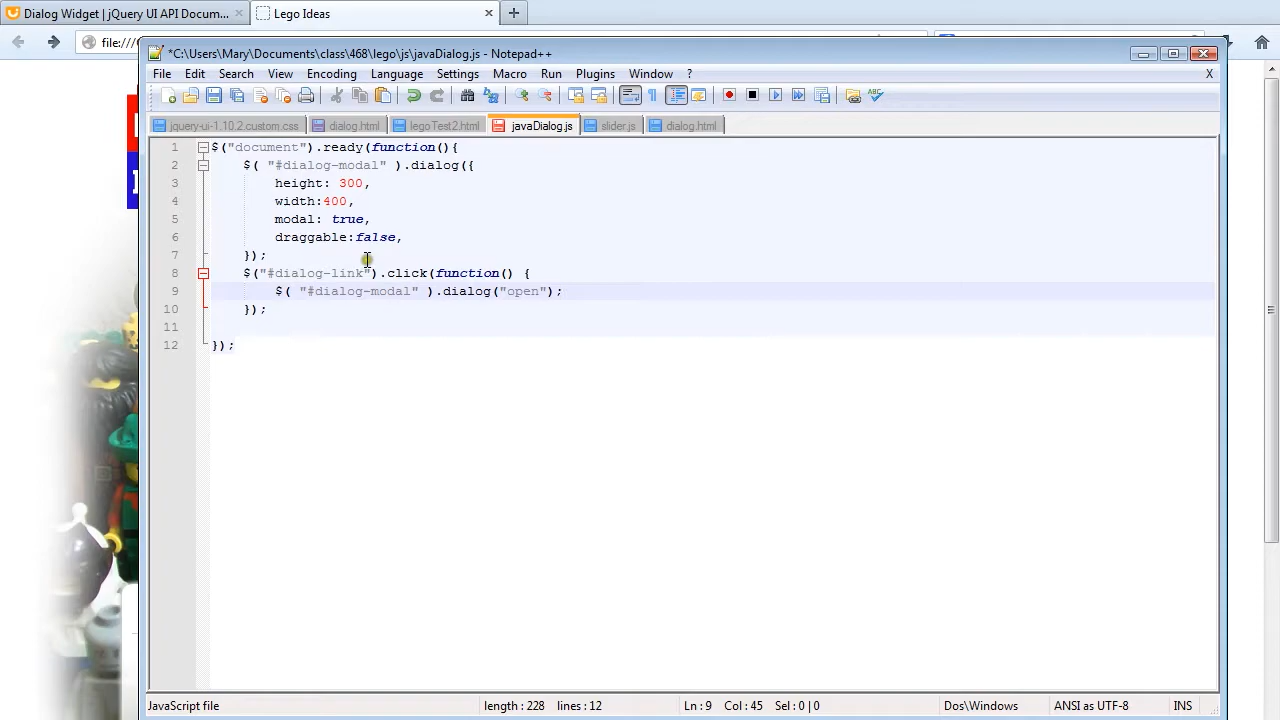 Dialog Widget | jQuery UI API Docum...
Lego Ideas
file:///
*C:\Users\Mary\Documents\class\468\lego\js\javaDialog.js - Notepad++
File Edit Search View Encoding Language Settings Macro Run Plugins Window ? X
jquery-ui-1.10.2.custom.css dialog.html legoTest2.html javaDialog.js slider.js dialog.html
1 $("document").ready(function(){
2 $( "#dialog-modal" ).dialog({
3 height: 300,
4 width:400,
5 modal: true,
6 draggable:false,
7 });
8 $("#dialog-link").click(function() {
9 $( "#dialog-modal" ).dialog("open");
10 });
11
12 });
JavaScript file length : 228 lines : 12 Ln : 9 Col : 45 Sel : 0 | 0 Dos\Windows ANSI as UTF-8 INS